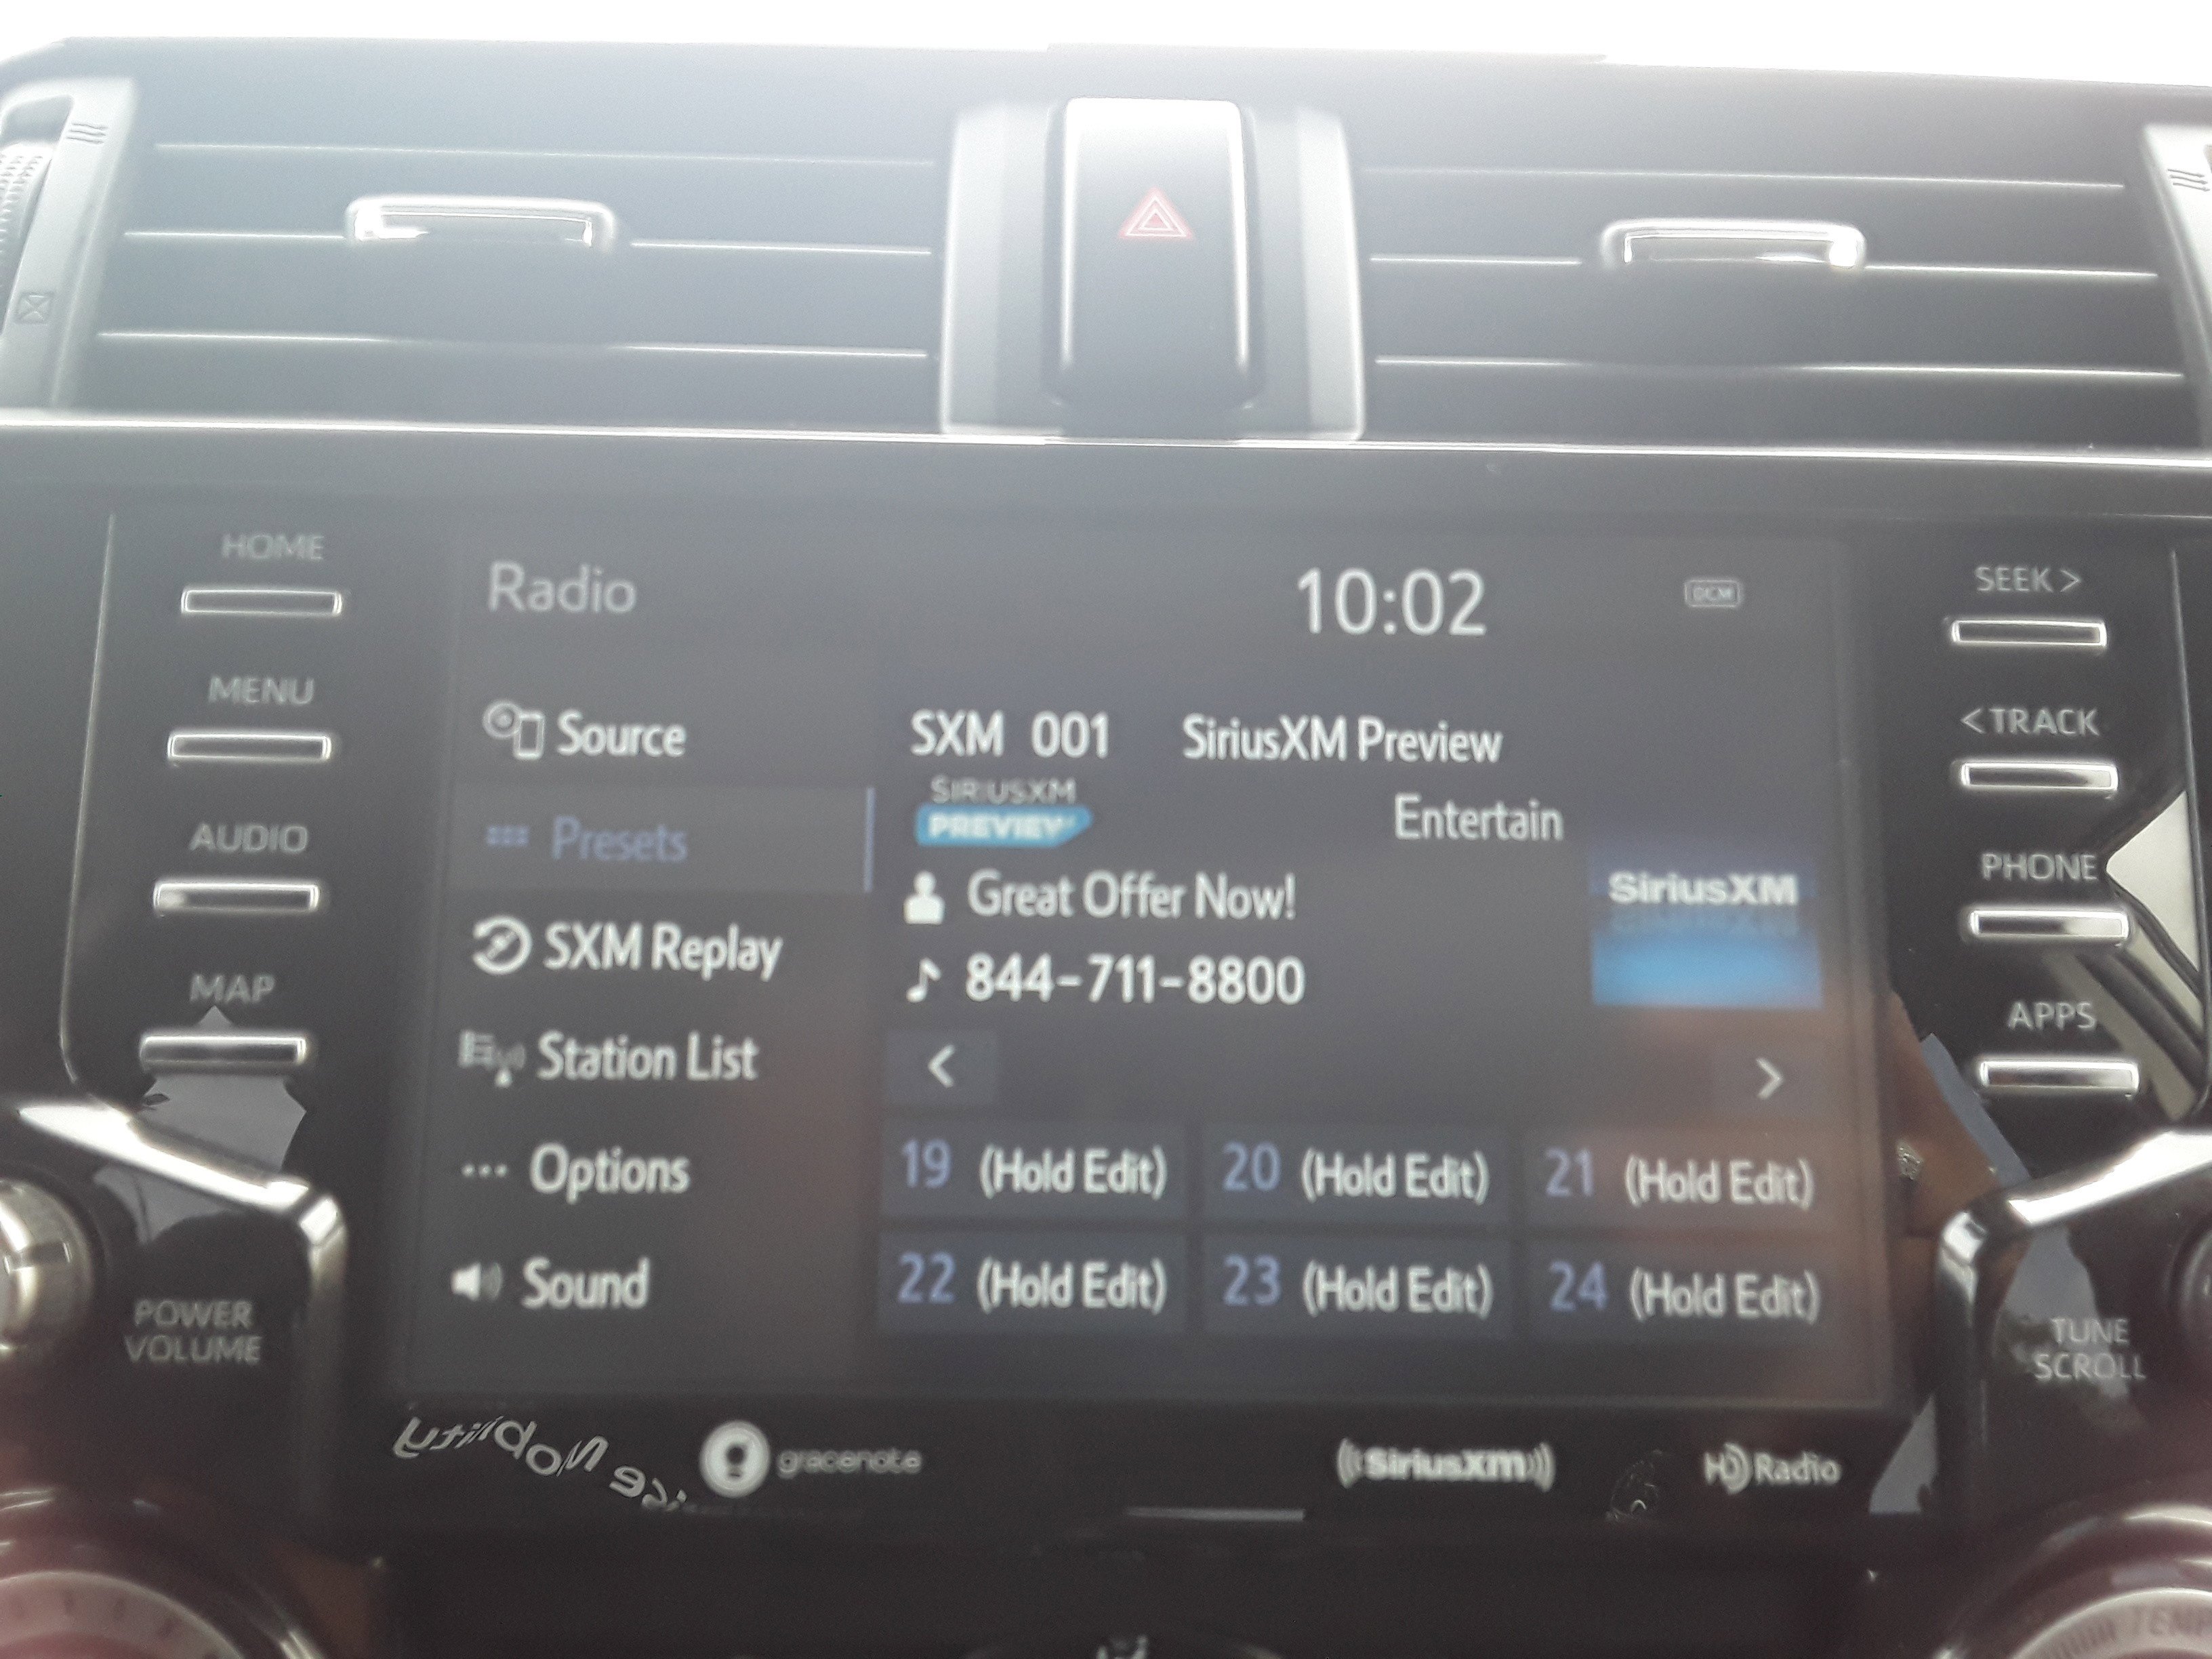 HOME
MENU
AUDIO
MAP
POWER
VOLUME
Radio
10:02
DCM
Source
Presets
SXM Replay
Station List
Options
Sound
SXM 001 SiriusXM Preview
SIRIUSXM
PREVIEW
Entertain
Great Offer Now!
844-711-8800
SiriusXM
<
>
19 (Hold Edit) 20 (Hold Edit) 21 (Hold Edit)
22 (Hold Edit) 23 (Hold Edit) 24 (Hold Edit)
SEEK >
< TRACK
PHONE
APPS
TUNE
SCROLL
Mobility
gracenote
((SiriusXM))
HD Radio
TEMP